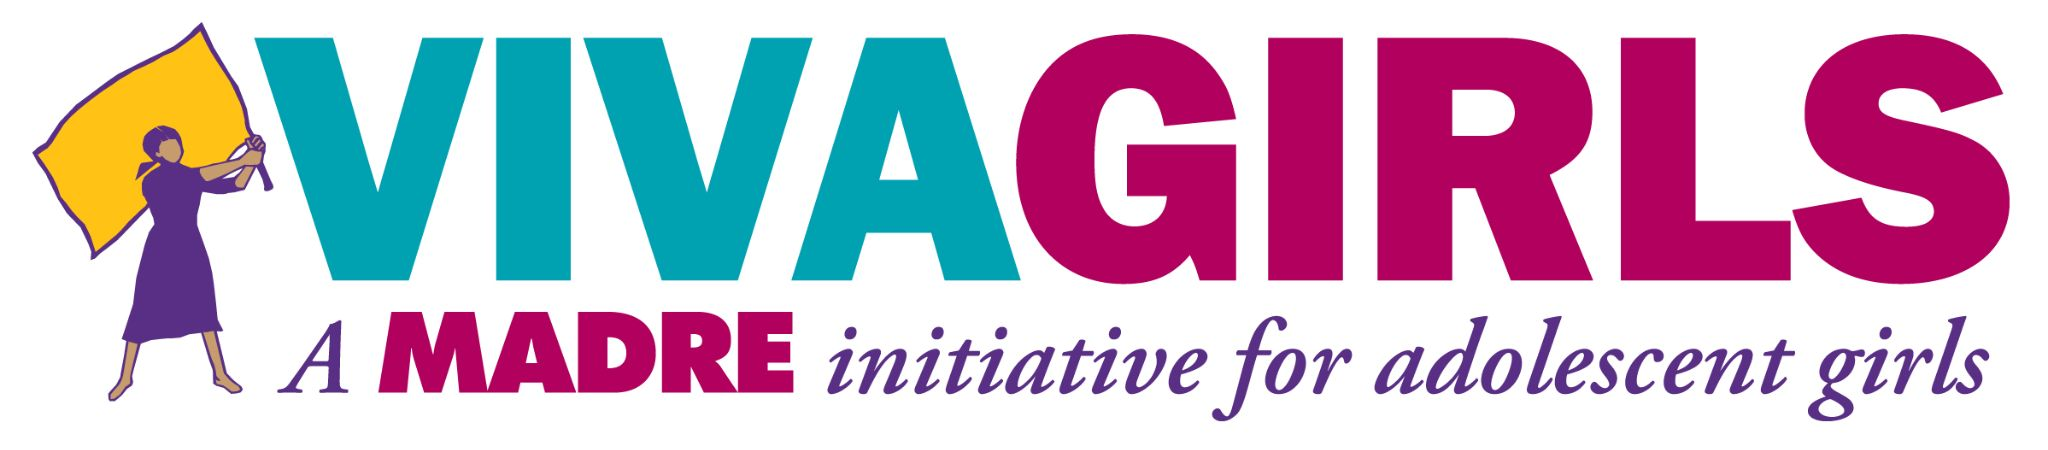 VIVAGIRLS
A MADRE initiative for adolescent girls